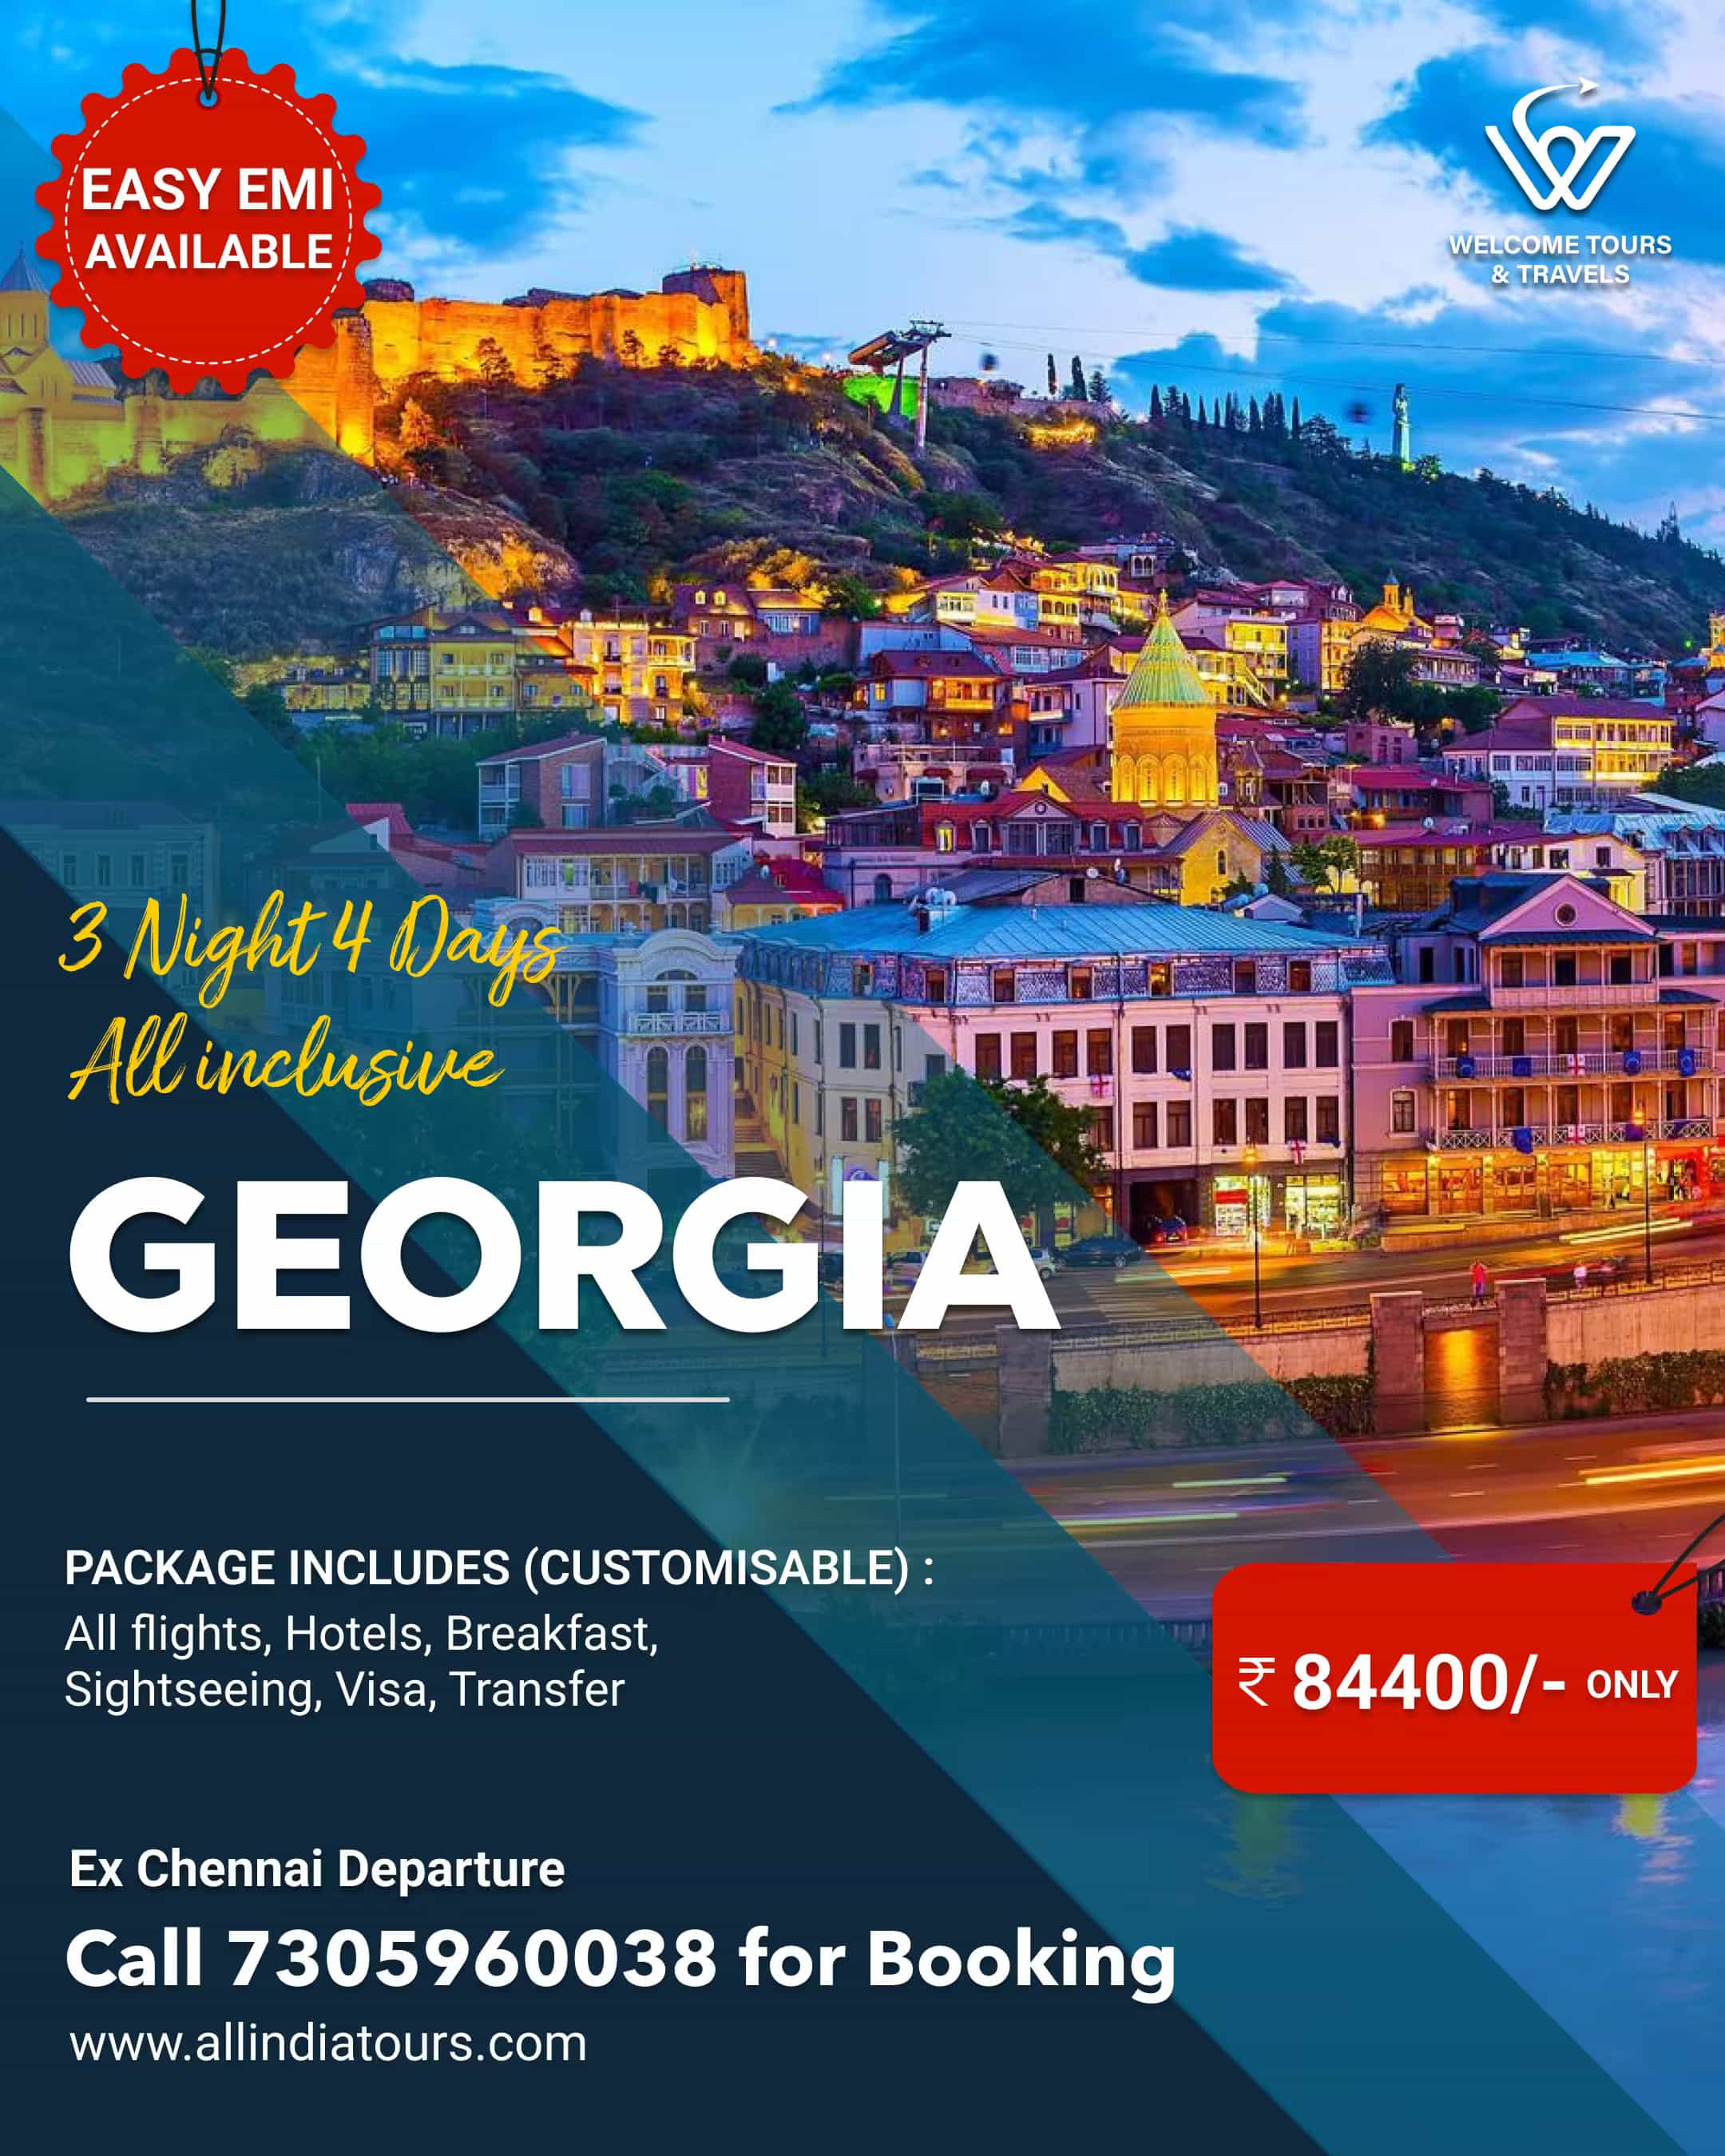 EASY EMI
AVAILABLE
WELCOME TOURS
& TRAVELS
3 Night 4 Days
All inclusive
GEORGIA
PACKAGE INCLUDES (CUSTOMISABLE) :
All flights, Hotels, Breakfast,
Sightseeing, Visa, Transfer
₹ 84400/- ONLY
Ex Chennai Departure
Call 7305960038 for Booking
www.allindiatours.com